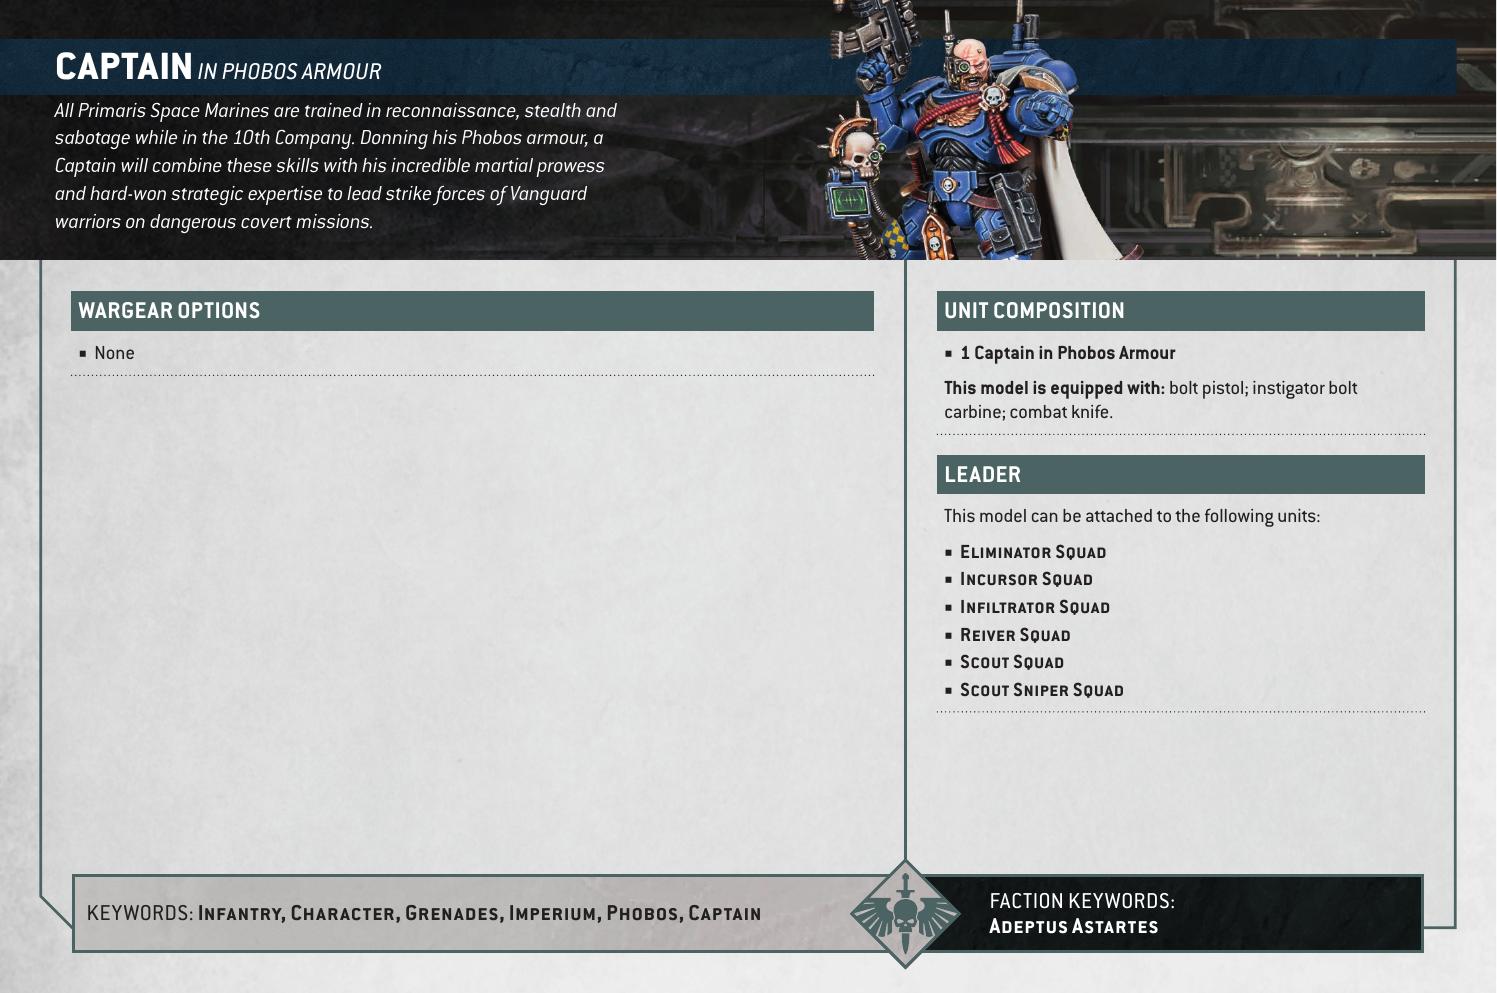 CAPTAIN IN PHOBOS ARMOUR
All Primaris Space Marines are trained in reconnaissance, stealth and
sabotage while in the 10th Company. Donning his Phobos armour, a
Captain will combine these skills with his incredible martial prowess
and hard-won strategic expertise to lead strike forces of Vanguard
warriors on dangerous covert missions.
WARGEAR OPTIONS
▪ None
UNIT COMPOSITION
▪ 1 Captain in Phobos Armour
This model is equipped with: bolt pistol; instigator bolt
carbine; combat knife.
LEADER
This model can be attached to the following units:
▪ Eliminator Squad
▪ Incursor Squad
▪ Infiltrator Squad
▪ Reiver Squad
▪ Scout Squad
▪ Scout Sniper Squad
KEYWORDS: Infantry, Character, Grenades, Imperium, Phobos, Captain
FACTION KEYWORDS:
Adeptus Astartes